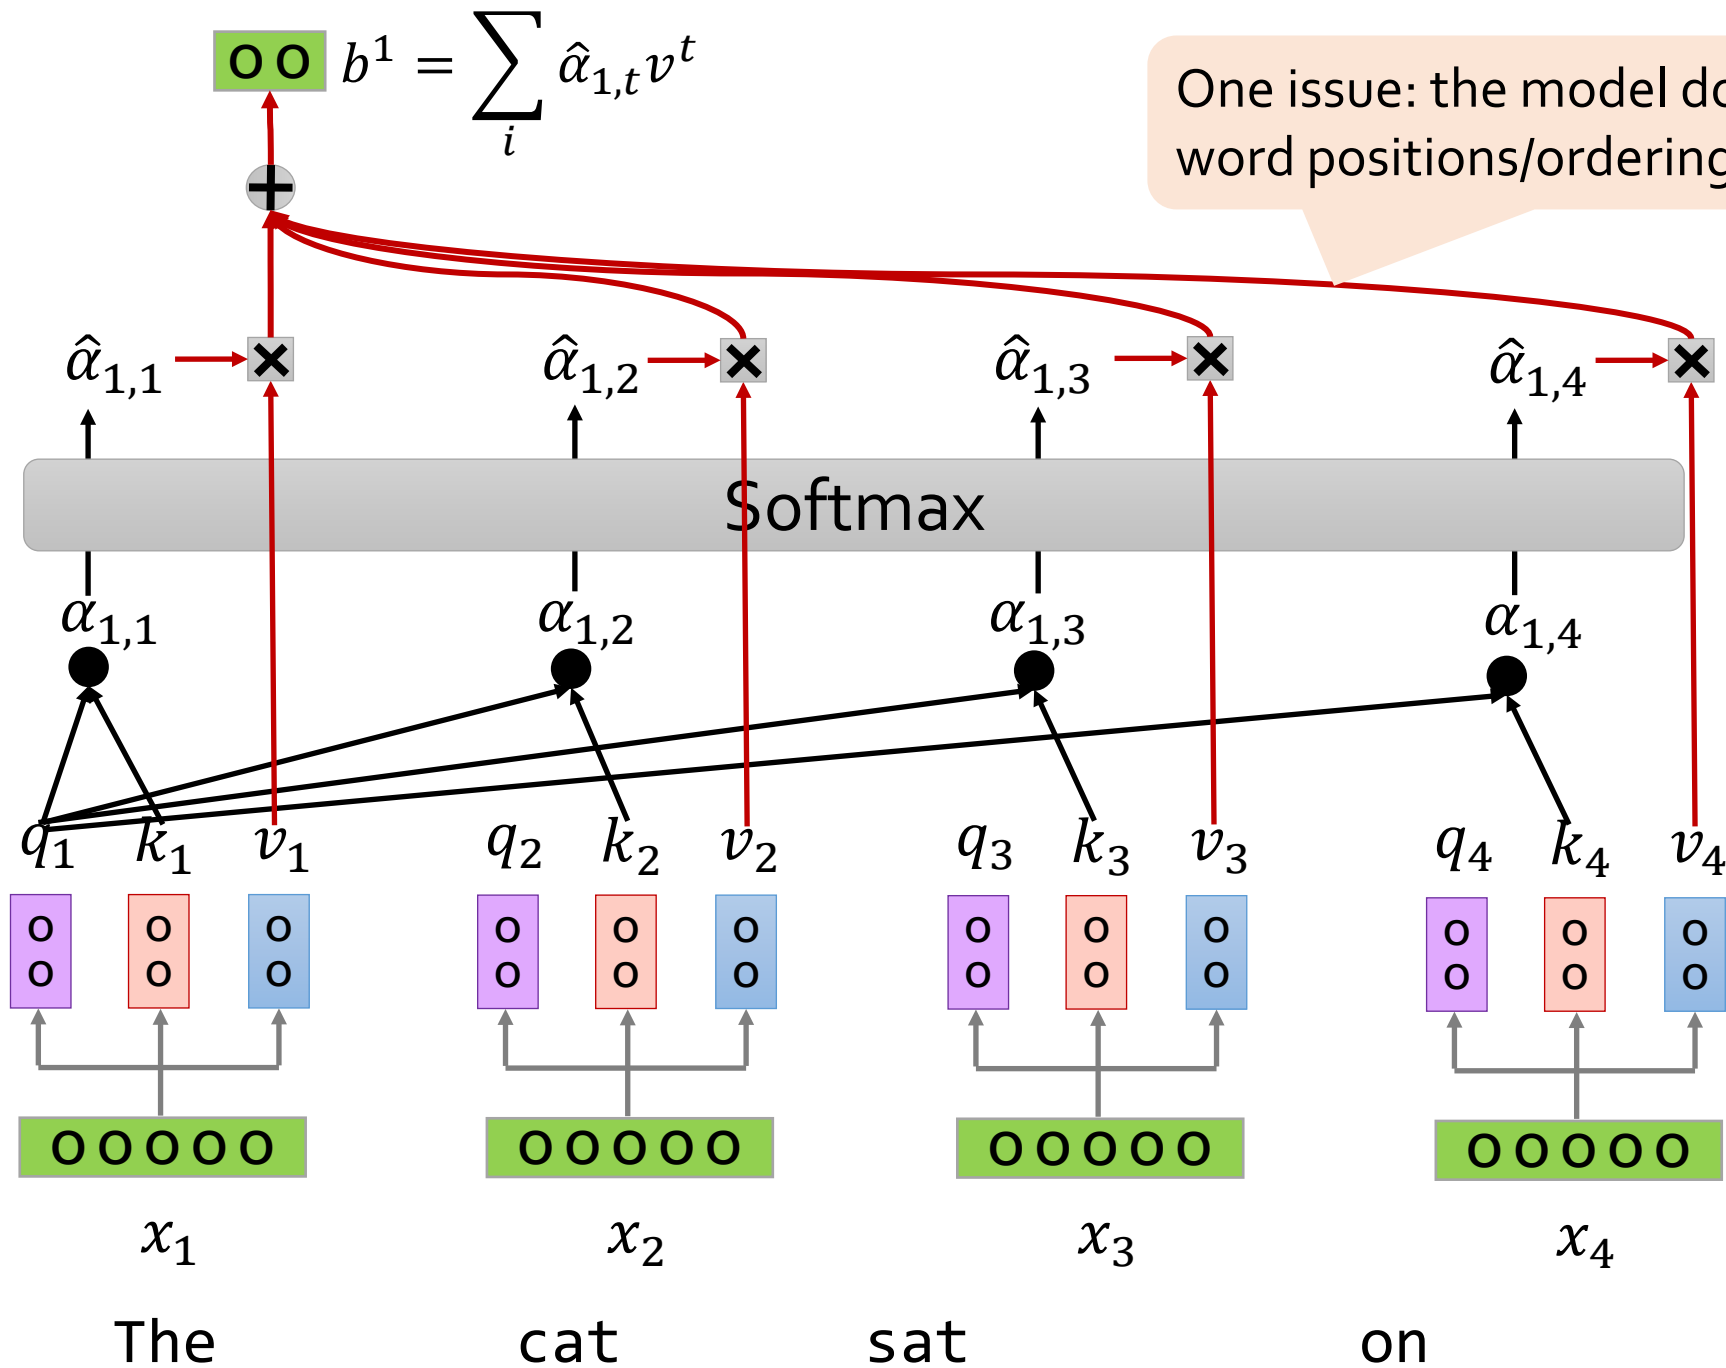 o o b¹ = ∑ᵢ α̂₁,ₜ vᵗ
One issue: the model do
word positions/ordering
α̂₁,₁ α̂₁,₂ α̂₁,₃ α̂₁,₄
Softmax
α₁,₁ α₁,₂ α₁,₃ α₁,₄
q₁ k₁ v₁ q₂ k₂ v₂ q₃ k₃ v₃ q₄ k₄ v₄
o o o o o o o o o o o o
o o o o o o o o o o o o
o o o o o o o o o o o o o o o o o o o o
x₁ x₂ x₃ x₄
The cat sat on